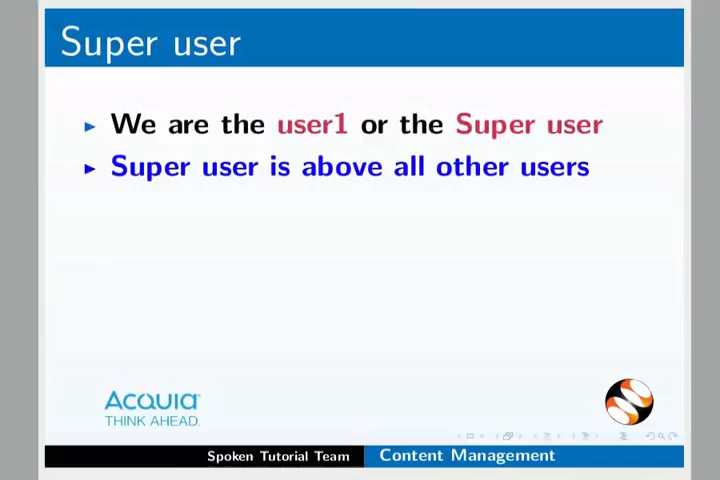 Super user
We are the user1 or the Super user
Super user is above all other users
Acquia
THINK AHEAD.
Spoken Tutorial Team
Content Management